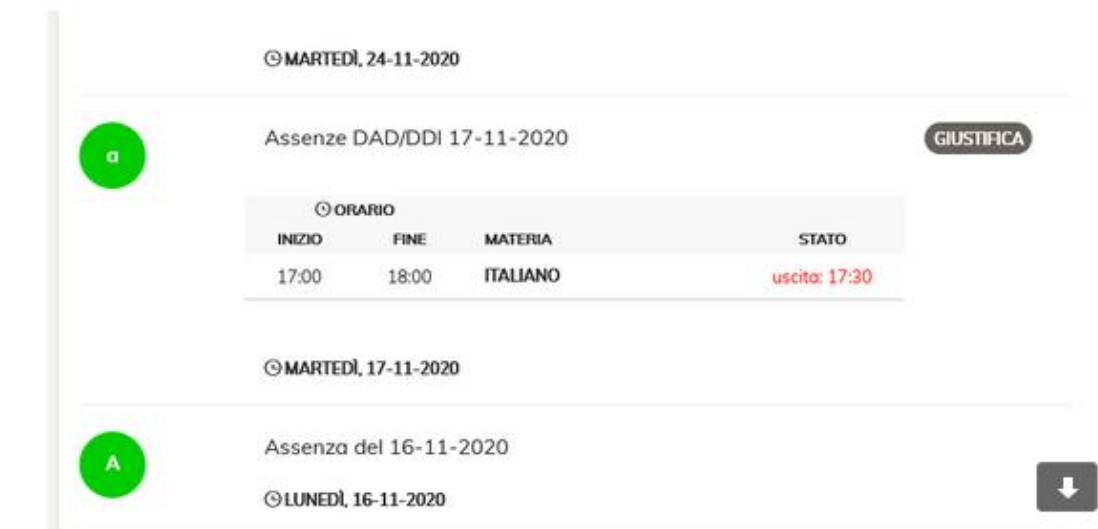 MARTEDÌ, 24-11-2020
a
Assenze DAD/DDI 17-11-2020
GIUSTIFICA
ORARIO
INIZIO FINE MATERIA STATO
17:00 18:00 ITALIANO uscita: 17:30
MARTEDÌ, 17-11-2020
A
Assenza del 16-11-2020
LUNEDÌ, 16-11-2020